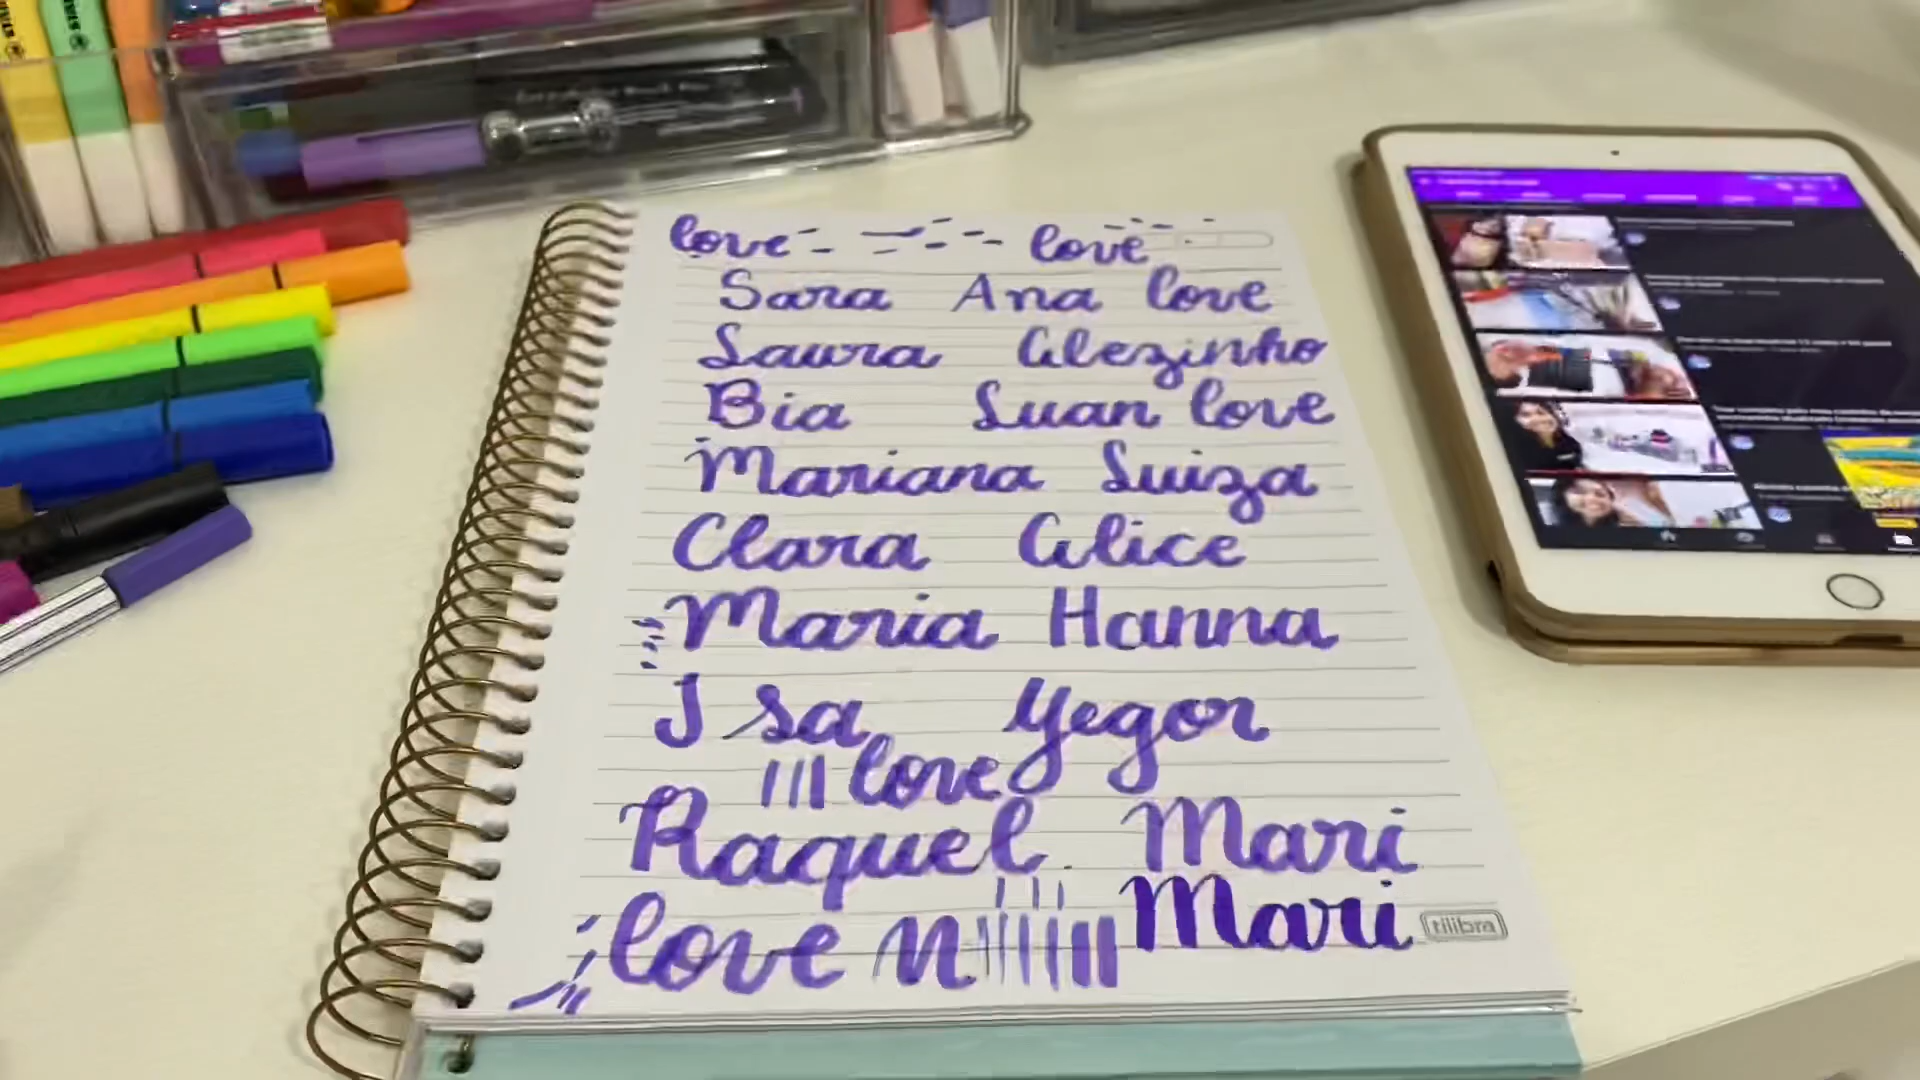 love love
Sara Ana love
Laura Alezinho
Bia Luan love
Mariana Luiza
Clara Alice
Maria Hanna
Isa Yegor
love
Raquel Mari
love N Mari
tilibra